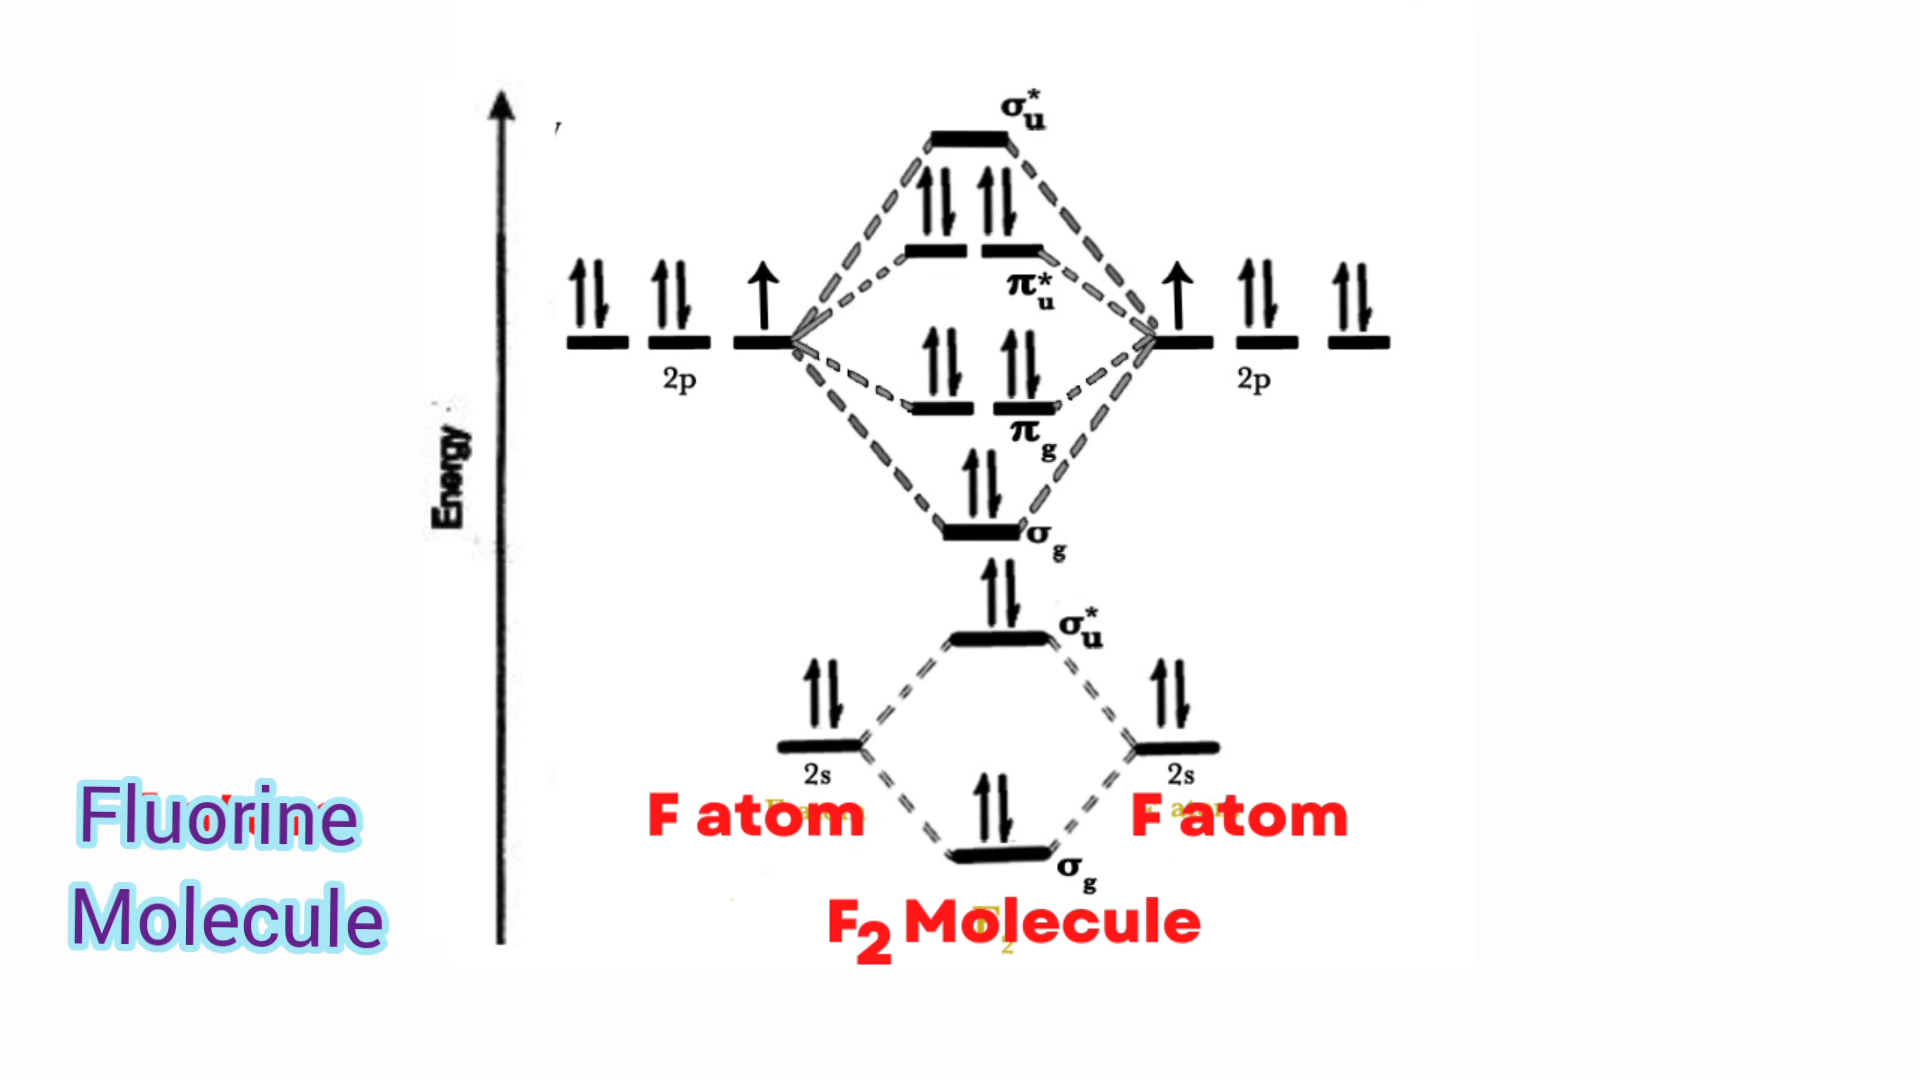 σ*u
π*u
2p
2p
πg
Energy
σg
σ*u
2s
2s
Fluorine
Molecule
F atom
F atom
σg
F2 Molecule